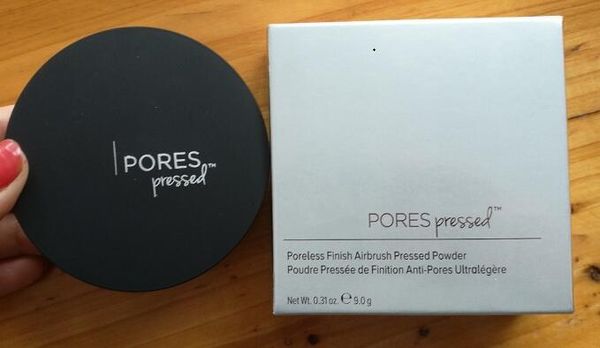 PORES
pressed™
PORES pressed™
Poreless Finish Airbrush Pressed Powder
Poudre Pressée de Finition Anti-Pores Ultralégère
Net Wt. 0.31 oz. ℮ 9.0 g